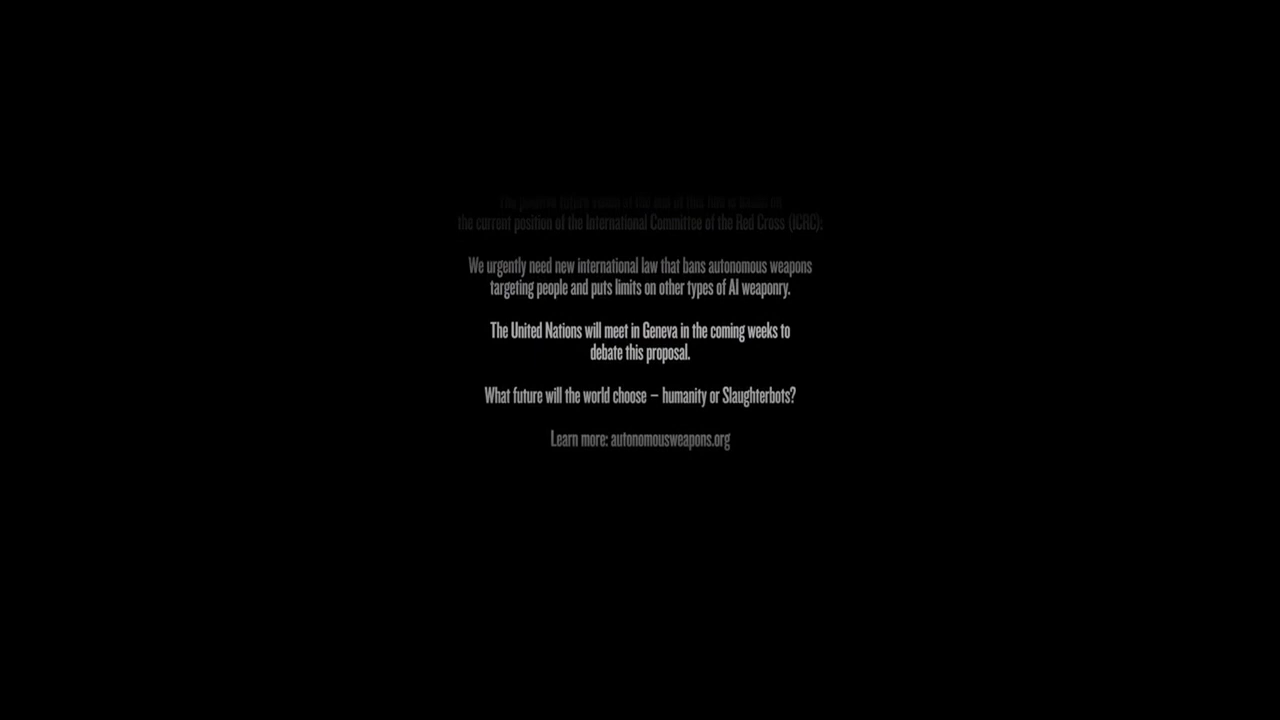 the current position of the International Committee of the Red Cross (ICRC):
We urgently need new international law that bans autonomous weapons
targeting people and puts limits on other types of AI weaponry.
The United Nations will meet in Geneva in the coming weeks to
debate this proposal.
What future will the world choose – humanity or Slaughterbots?
Learn more: autonomousweapons.org